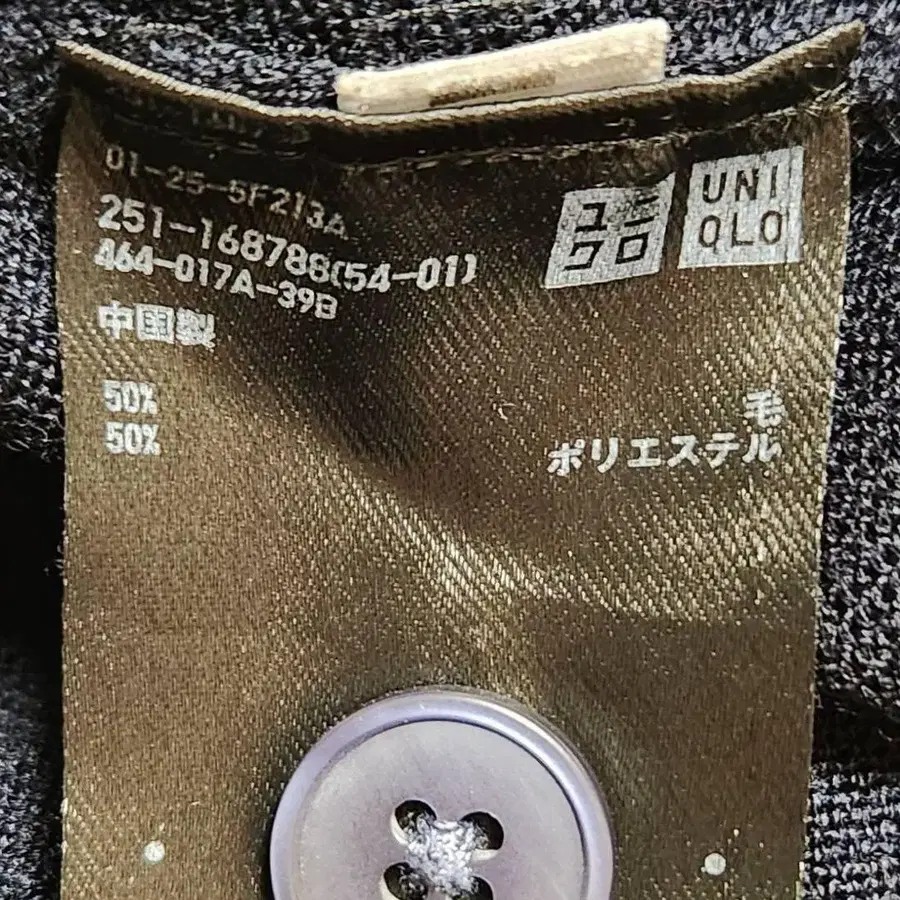 01-25-5F213A
251-168788(54-01)
464-017A-39B
中国製
ユニ
クロ
UNI
QLO
50% 毛
50% ポリエステル